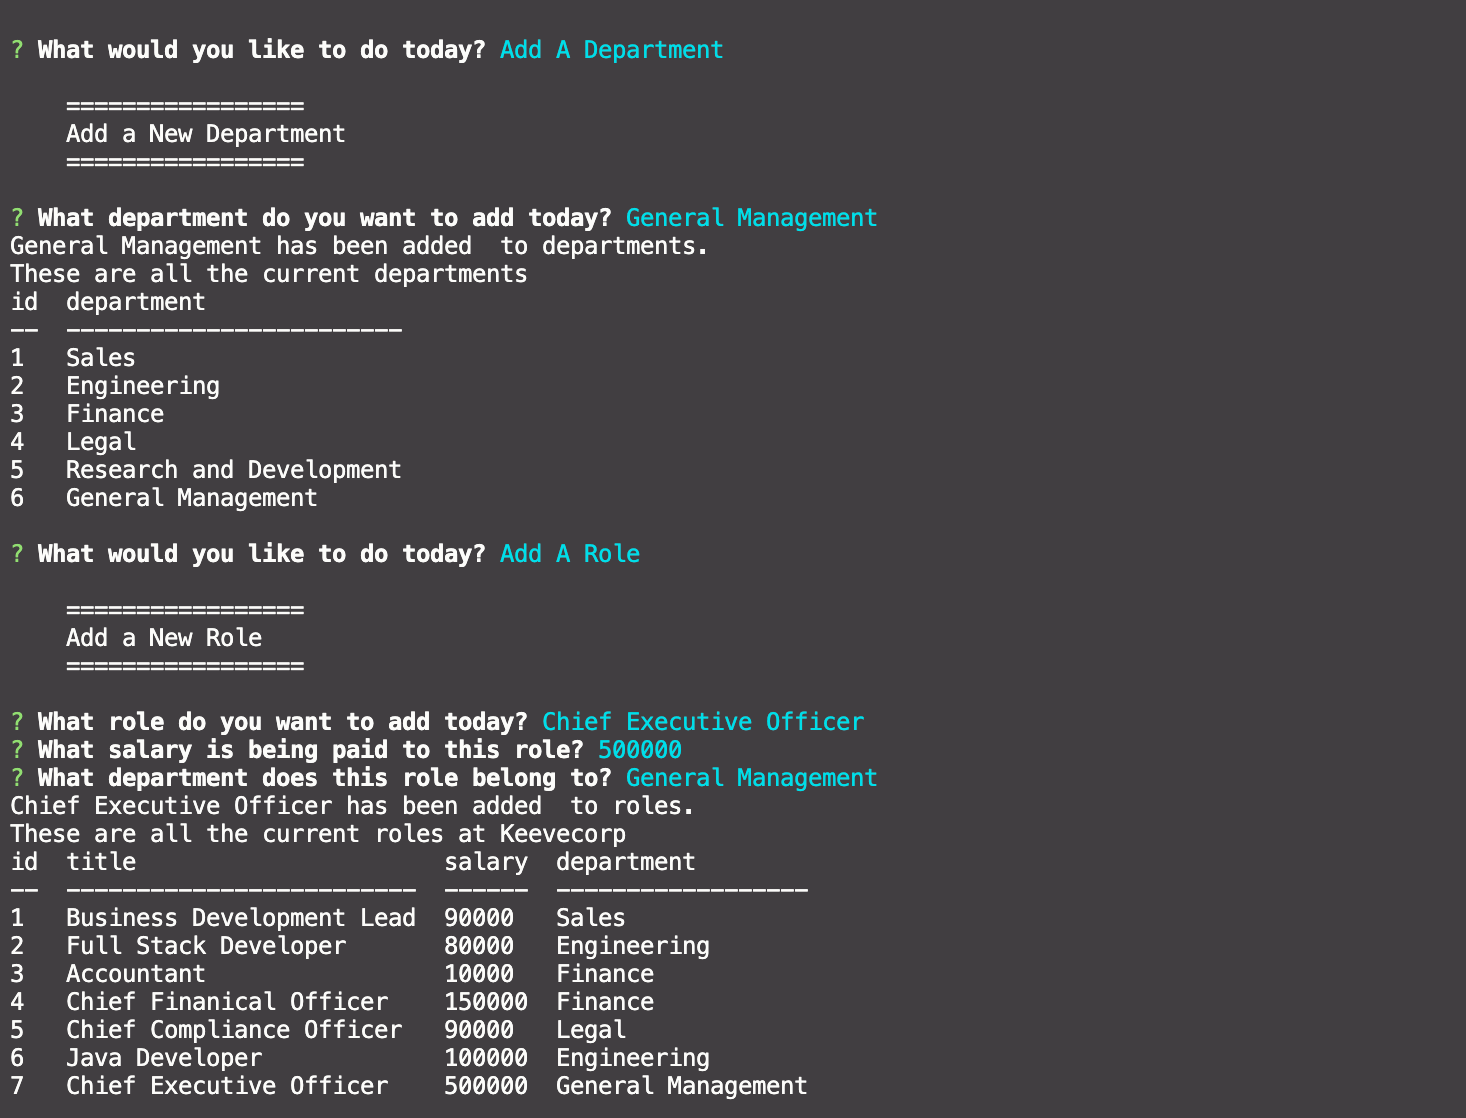 ? What would you like to do today? Add A Department
=================
Add a New Department
=================
? What department do you want to add today? General Management
General Management has been added  to departments.
These are all the current departments
id  department
--  ------------------------
1   Sales
2   Engineering
3   Finance
4   Legal
5   Research and Development
6   General Management
? What would you like to do today? Add A Role
=================
Add a New Role
=================
? What role do you want to add today? Chief Executive Officer
? What salary is being paid to this role? 500000
? What department does this role belong to? General Management
Chief Executive Officer has been added  to roles.
These are all the current roles at Keevecorp
id  title                      salary  department
--  -------------------------  ------  ------------------
1   Business Development Lead  90000   Sales
2   Full Stack Developer       80000   Engineering
3   Accountant                 10000   Finance
4   Chief Finanical Officer    150000  Finance
5   Chief Compliance Officer   90000   Legal
6   Java Developer             100000  Engineering
7   Chief Executive Officer    500000  General Management